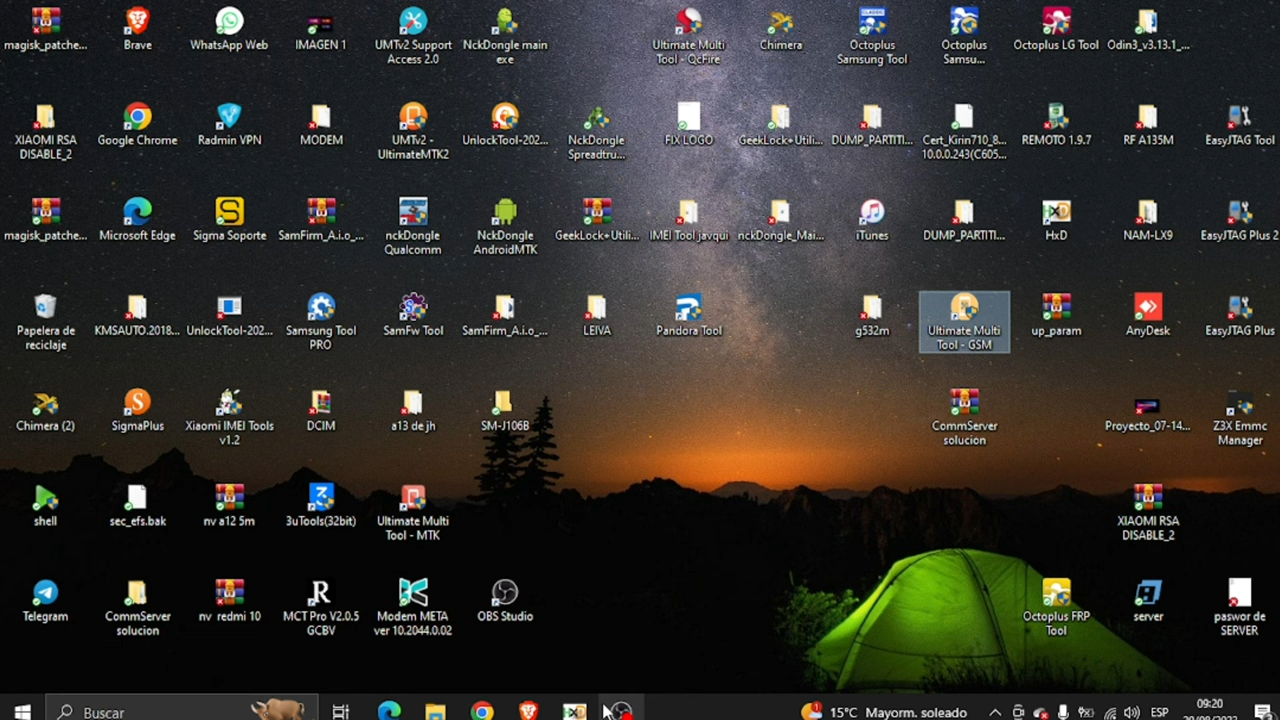 magisk_patche...
Brave
WhatsApp Web
IMAGEN 1
UMTv2 Support
Access 2.0
NckDongle main
exe
Ultimate Multi
Tool - QcFire
Chimera
Octoplus
Samsung Tool
Octoplus
Samsu...
Octoplus LG Tool
Odin3_v3.13.1_...
XIAOMI RSA
DISABLE_2
Google Chrome
Radmin VPN
MODEM
UMTv2 -
UltimateMTK2
UnlockTool-202...
NckDongle
Spreadtru...
FIX LOGO
GeekLock+Utili...
DUMP_PARTITI...
Cert_Kirin710_8...
10.0.0.243(C605...
REMOTO 1.9.7
RF A135M
EasyJTAG Tool
magisk_patche...
Microsoft Edge
Sigma Soporte
SamFirm_A.i.o_...
nckDongle
Qualcomm
NckDongle
AndroidMTK
GeekLock+Utili...
IMEI Tool javqui
nckDongle_Mai...
iTunes
DUMP_PARTITI...
HxD
NAM-LX9
EasyJTAG Plus 2
Papelera de
reciclaje
KMSAUTO.2018...
UnlockTool-202...
Samsung Tool
PRO
SamFw Tool
SamFirm_A.i.o_...
LEIVA
Pandora Tool
g532m
Ultimate Multi
Tool - GSM
up_param
AnyDesk
EasyJTAG Plus
Chimera (2)
SigmaPlus
Xiaomi IMEI Tools
v1.2
DCIM
a13 de jh
SM-J106B
CommServer
solucion
Proyecto_07-14...
Z3X Emmc
Manager
shell
sec_efs.bak
nv a12 5m
3uTools(32bit)
Ultimate Multi
Tool - MTK
XIAOMI RSA
DISABLE_2
Telegram
CommServer
solucion
nv redmi 10
MCT Pro V2.0.5
GCBV
Modem META
ver 10.2044.0.02
OBS Studio
Octoplus FRP
Tool
server
paswor de
SERVER
Buscar
15°C Mayorm. soleado
ESP
09:20